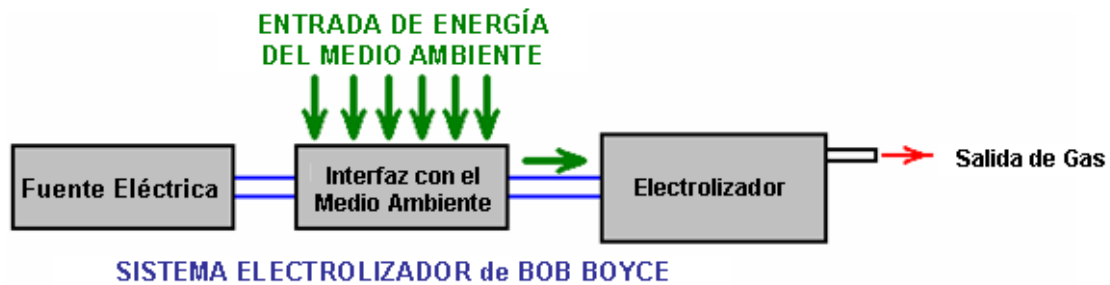 ENTRADA DE ENERGÍA
DEL MEDIO AMBIENTE
Fuente Eléctrica
Interfaz con el
Medio Ambiente
Electrolizador
Salida de Gas
SISTEMA ELECTROLIZADOR de BOB BOYCE